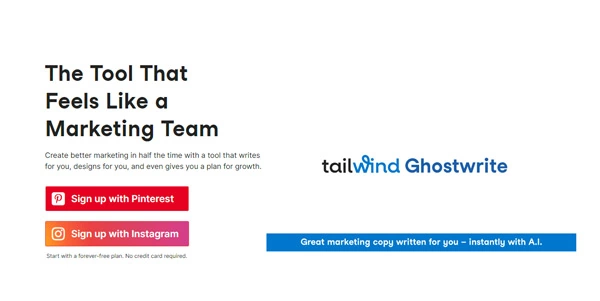 The Tool That
Feels Like a
Marketing Team
Create better marketing in half the time with a tool that writes
for you, designs for you, and even gives you a plan for growth.
Sign up with Pinterest
Sign up with Instagram
Start with a forever-free plan. No credit card required.
tailwind Ghostwrite
Great marketing copy written for you – instantly with A.I.